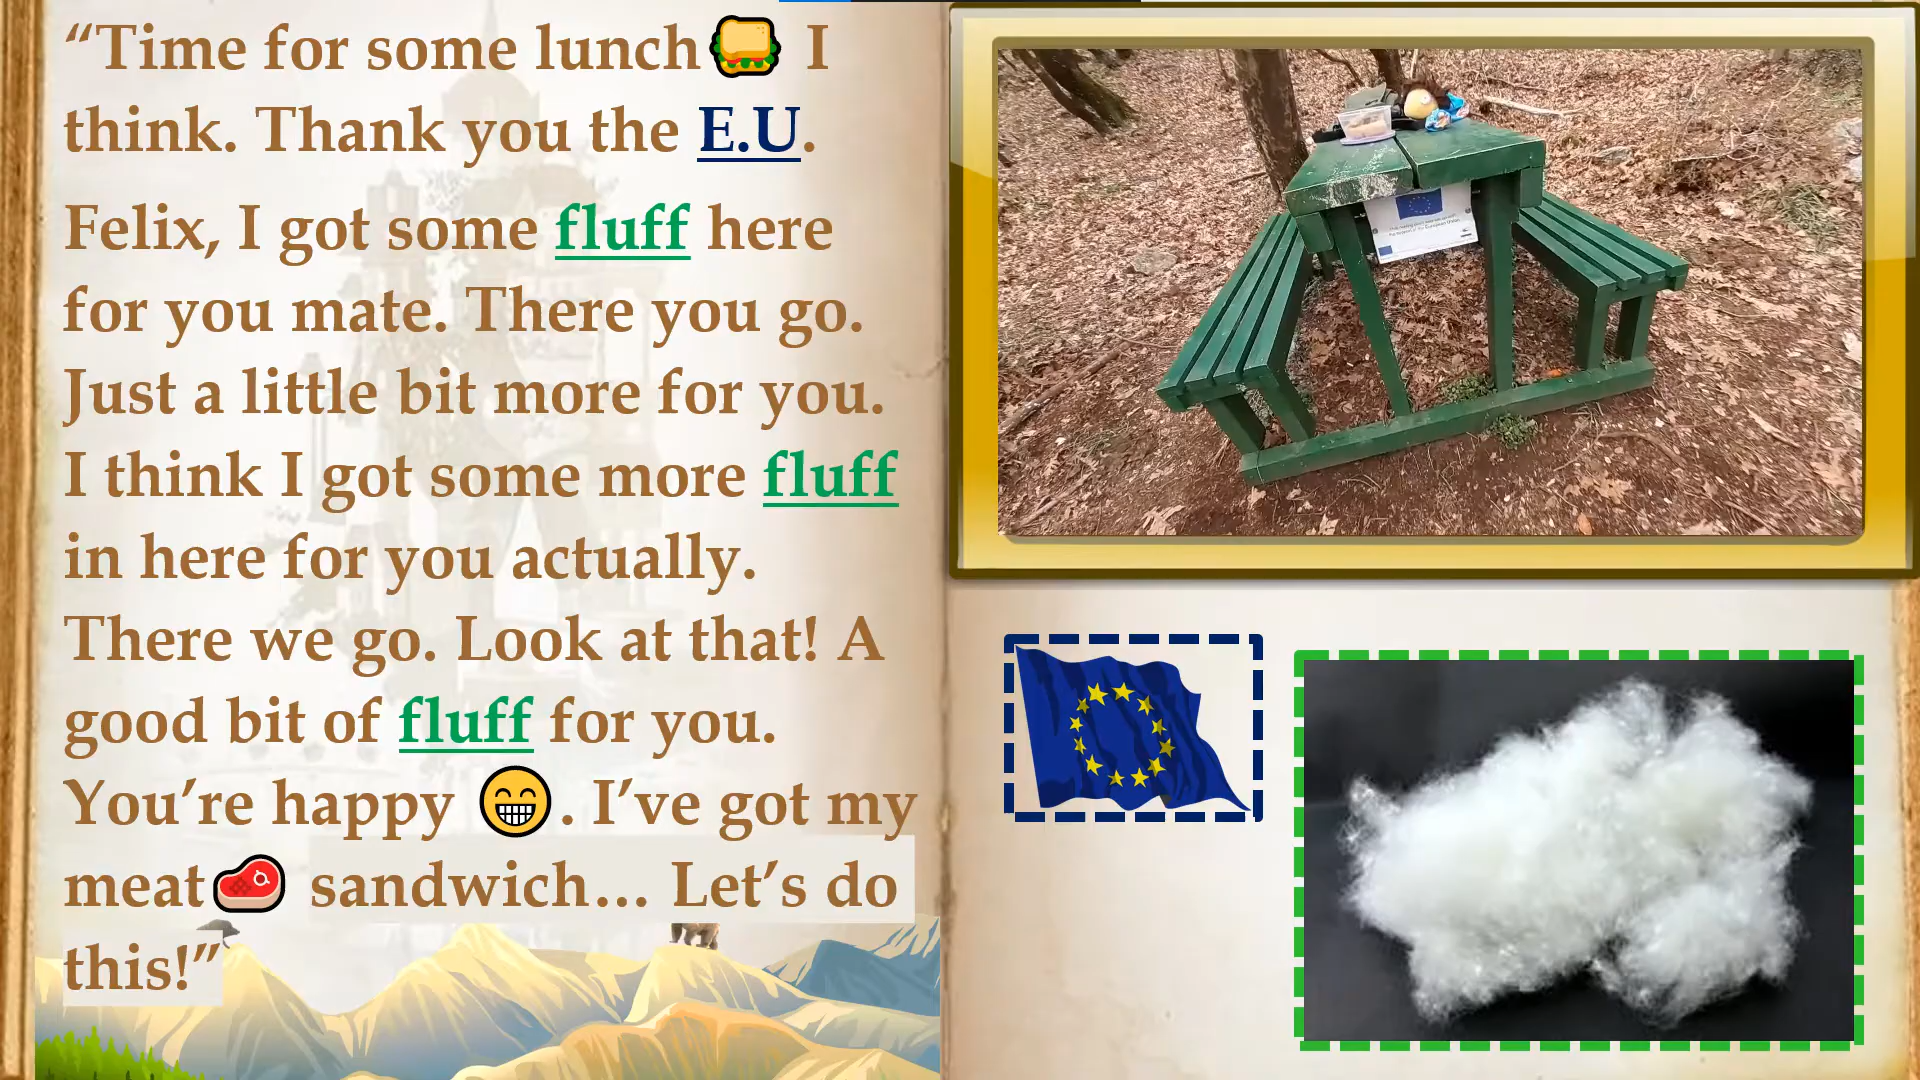 “Time for some lunch I
think. Thank you the E.U.
Felix, I got some fluff here
for you mate. There you go.
Just a little bit more for you.
I think I got some more fluff
in here for you actually.
There we go. Look at that! A
good bit of fluff for you.
You’re happy . I’ve got my
meat sandwich… Let’s do
this!”